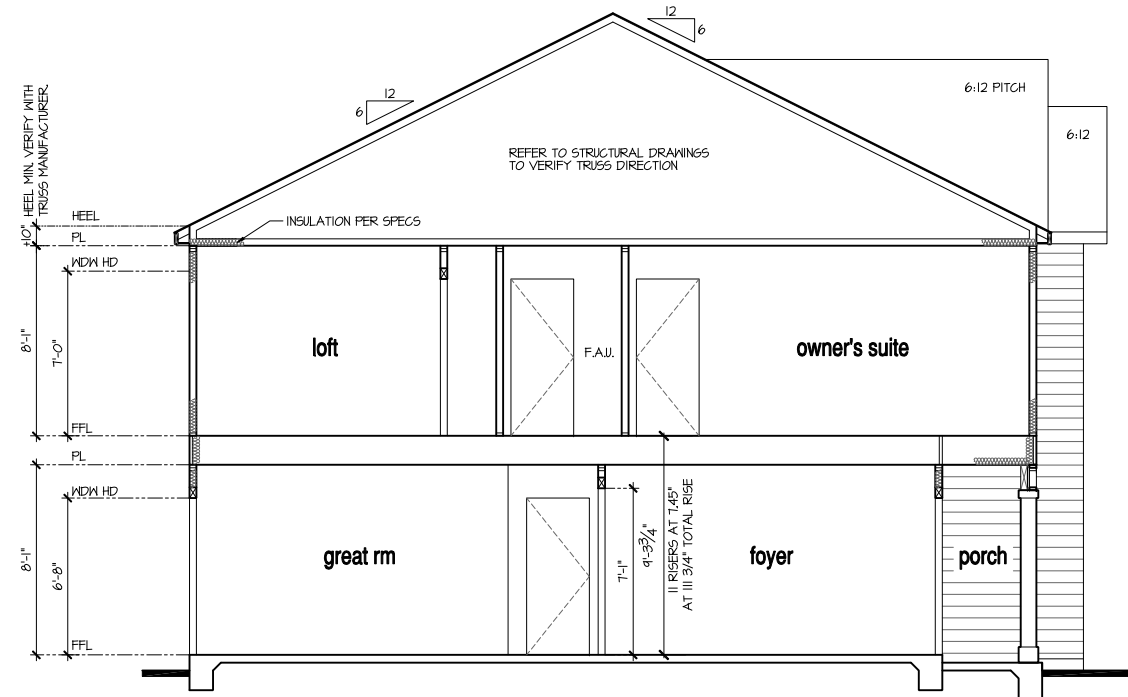 12
6
6:12 PITCH
12
6
6:12
REFER TO STRUCTURAL DRAWINGS
TO VERIFY TRUSS DIRECTION
±10" HEEL MIN. VERIFY WITH
TRUSS MANUFACTURER.
HEEL
INSULATION PER SPECS
PL
WDW HD
8'-1"
7'-0"
loft
F.A.U.
owner's suite
FFL
PL
WDW HD
8'-1"
6'-8"
great rm
7'-1"
9'-3 3/4"
11 RISERS AT 7.45"
AT 111 3/4" TOTAL RISE
foyer
porch
FFL